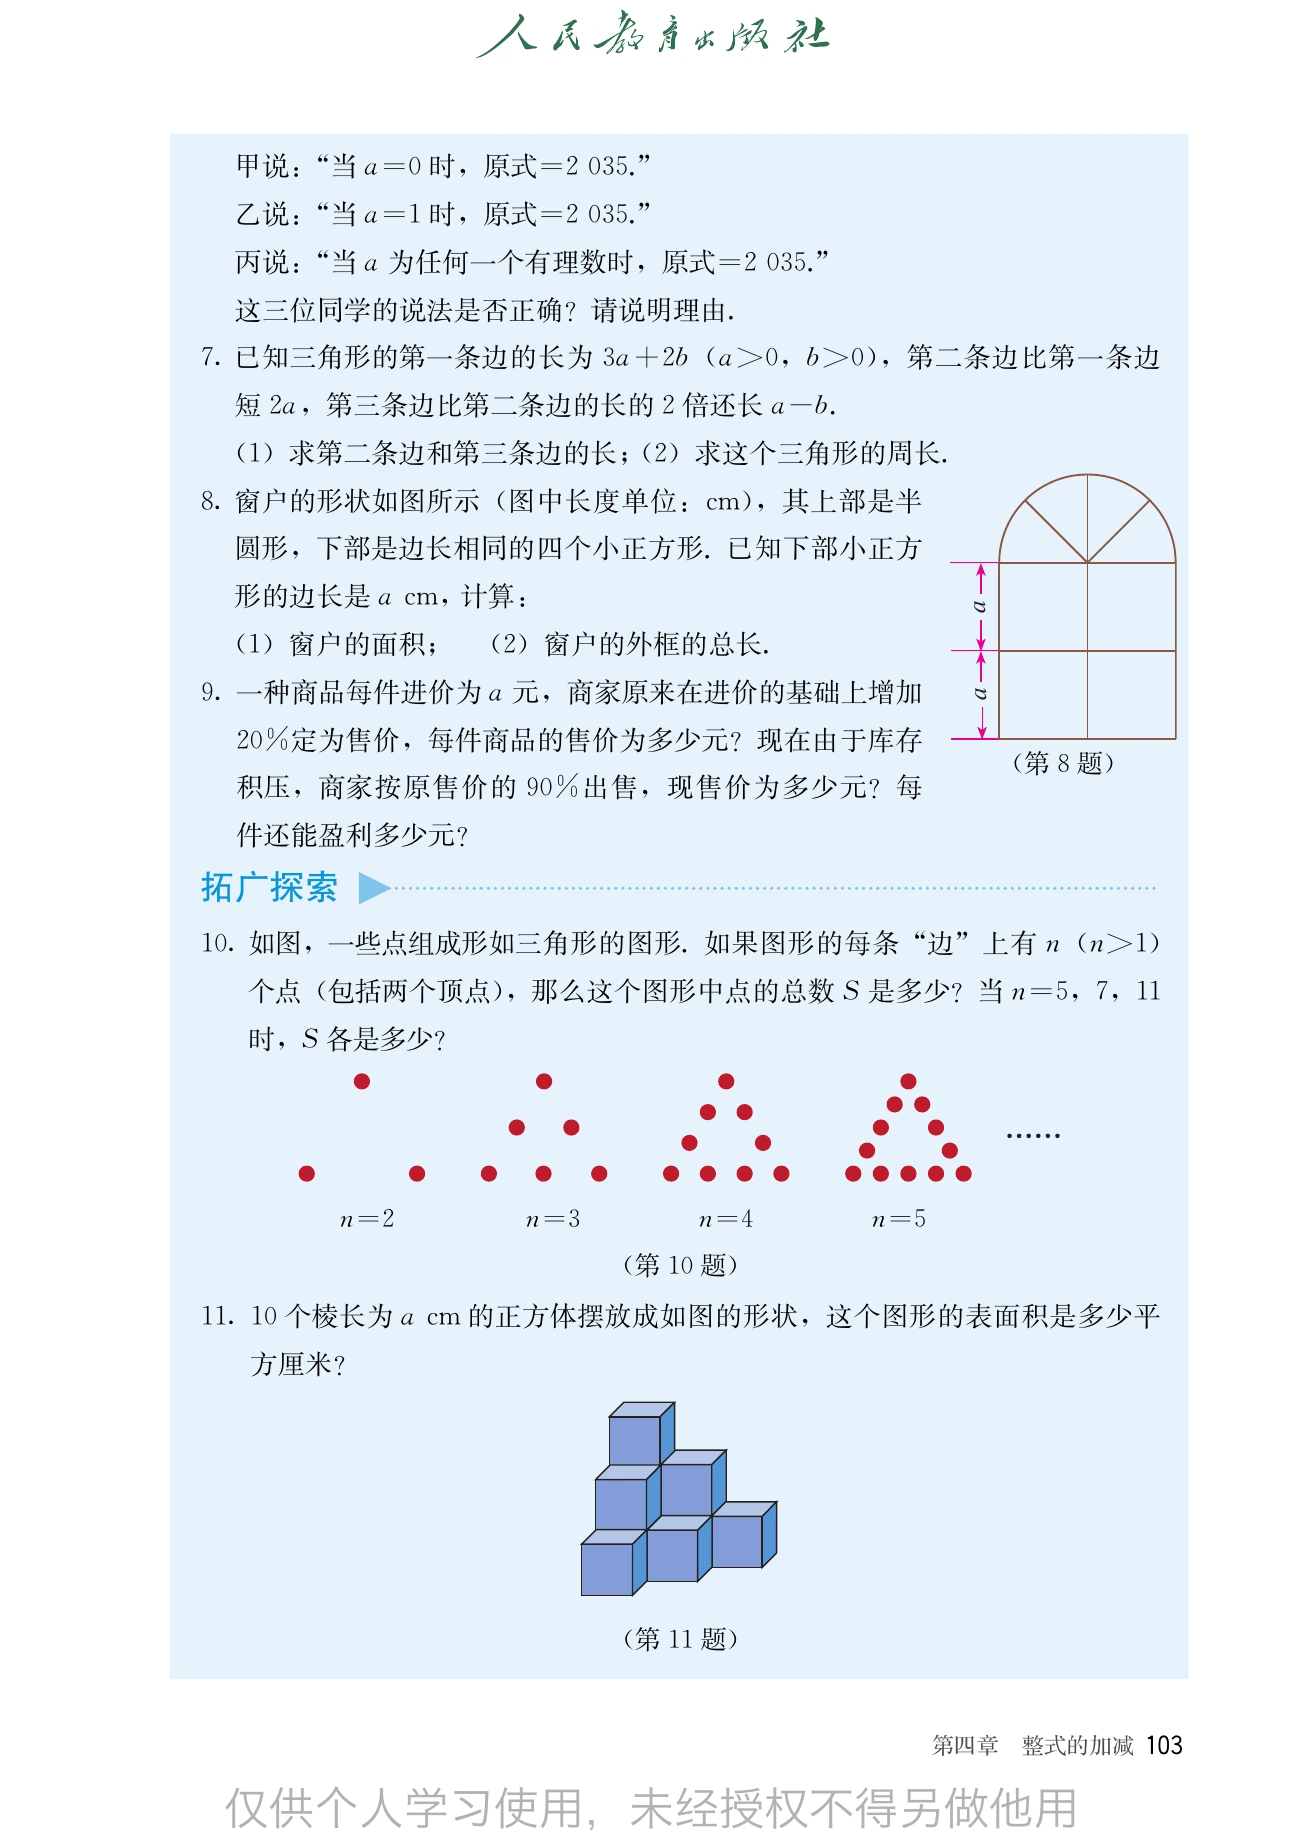 人民教育出版社
甲说：“当 a＝0 时，原式＝2 035.”
乙说：“当 a＝1 时，原式＝2 035.”
丙说：“当 a 为任何一个有理数时，原式＝2 035.”
这三位同学的说法是否正确？请说明理由．
7. 已知三角形的第一条边的长为 3a＋2b（a＞0，b＞0），第二条边比第一条边
短 2a，第三条边比第二条边的长的 2 倍还长 a－b.
（1）求第二条边和第三条边的长；（2）求这个三角形的周长．
8. 窗户的形状如图所示（图中长度单位：cm），其上部是半
圆形，下部是边长相同的四个小正方形．已知下部小正方
形的边长是 a cm，计算：
（1）窗户的面积； （2）窗户的外框的总长．
a
a
（第 8 题）
9. 一种商品每件进价为 a 元，商家原来在进价的基础上增加
20％定为售价，每件商品的售价为多少元？现在由于库存
积压，商家按原售价的 90％出售，现售价为多少元？每
件还能盈利多少元？
拓广探索
10. 如图，一些点组成形如三角形的图形．如果图形的每条“边”上有 n（n＞1）
个点（包括两个顶点），那么这个图形中点的总数 S 是多少？当 n＝5，7，11
时，S 各是多少？
……
n＝2 n＝3 n＝4 n＝5
（第 10 题）
11. 10 个棱长为 a cm 的正方体摆放成如图的形状，这个图形的表面积是多少平
方厘米？
（第 11 题）
第四章 整式的加减 103
仅供个人学习使用，未经授权不得另做他用